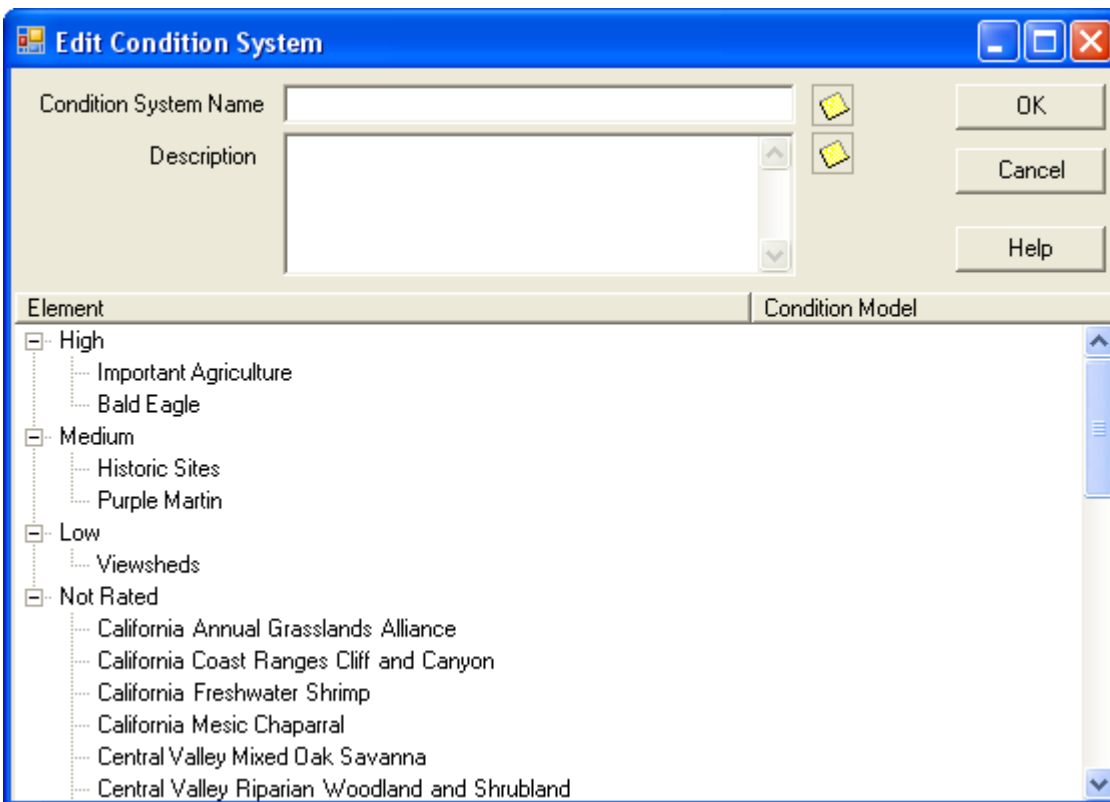 Edit Condition System
Condition System Name
OK
Description
Cancel
Help
Element Condition Model
High
Important Agriculture
Bald Eagle
Medium
Historic Sites
Purple Martin
Low
Viewsheds
Not Rated
California Annual Grasslands Alliance
California Coast Ranges Cliff and Canyon
California Freshwater Shrimp
California Mesic Chaparral
Central Valley Mixed Oak Savanna
Central Valley Riparian Woodland and Shrubland